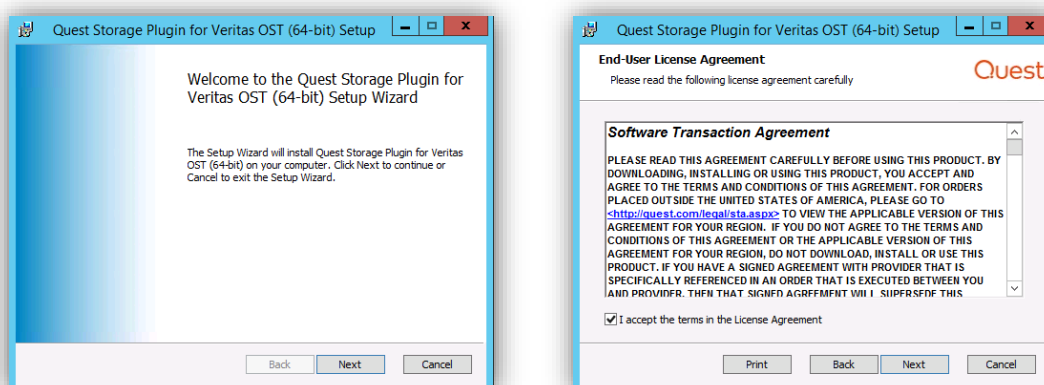 Quest Storage Plugin for Veritas OST (64-bit) Setup
Welcome to the Quest Storage Plugin for
Veritas OST (64-bit) Setup Wizard
The Setup Wizard will install Quest Storage Plugin for Veritas
OST (64-bit) on your computer. Click Next to continue or
Cancel to exit the Setup Wizard.
Back Next Cancel
Quest Storage Plugin for Veritas OST (64-bit) Setup
End-User License Agreement
Please read the following license agreement carefully
Quest
Software Transaction Agreement
PLEASE READ THIS AGREEMENT CAREFULLY BEFORE USING THIS PRODUCT. BY
DOWNLOADING, INSTALLING OR USING THIS PRODUCT, YOU ACCEPT AND
AGREE TO THE TERMS AND CONDITIONS OF THIS AGREEMENT. FOR ORDERS
PLACED OUTSIDE THE UNITED STATES OF AMERICA, PLEASE GO TO
<http://quest.com/legal/sta.aspx> TO VIEW THE APPLICABLE VERSION OF THIS
AGREEMENT FOR YOUR REGION. IF YOU DO NOT AGREE TO THE TERMS AND
CONDITIONS OF THIS AGREEMENT OR THE APPLICABLE VERSION OF THIS
AGREEMENT FOR YOUR REGION, DO NOT DOWNLOAD, INSTALL OR USE THIS
PRODUCT. IF YOU HAVE A SIGNED AGREEMENT WITH PROVIDER THAT IS
SPECIFICALLY REFERENCED IN AN ORDER THAT IS EXECUTED BETWEEN YOU
AND PROVIDER, THEN THAT SIGNED AGREEMENT WILL SUPERSEDE THIS
I accept the terms in the License Agreement
Print Back Next Cancel